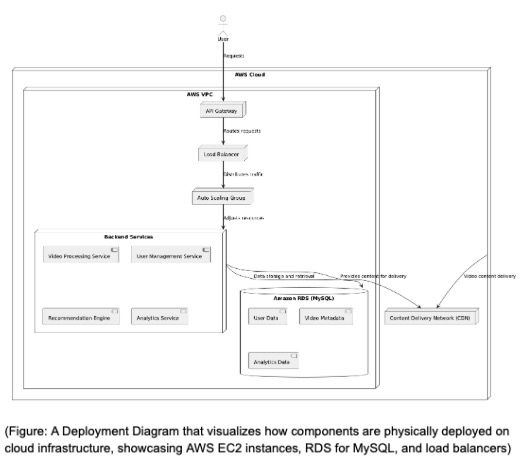 User
Requests
AWS Cloud
AWS VPC
API Gateway
Routes requests
Load Balancer
Distributes traffic
Auto Scaling Group
Adjusts resources
Backend Services
Video Processing Service
User Management Service
Recommendation Engine
Analytics Service
Data storage and retrieval
Provides content for delivery
Video content delivery
Amazon RDS (MySQL)
User Data
Video Metadata
Analytics Data
Content Delivery Network (CDN)
(Figure: A Deployment Diagram that visualizes how components are physically deployed on
cloud infrastructure, showcasing AWS EC2 instances, RDS for MySQL, and load balancers)